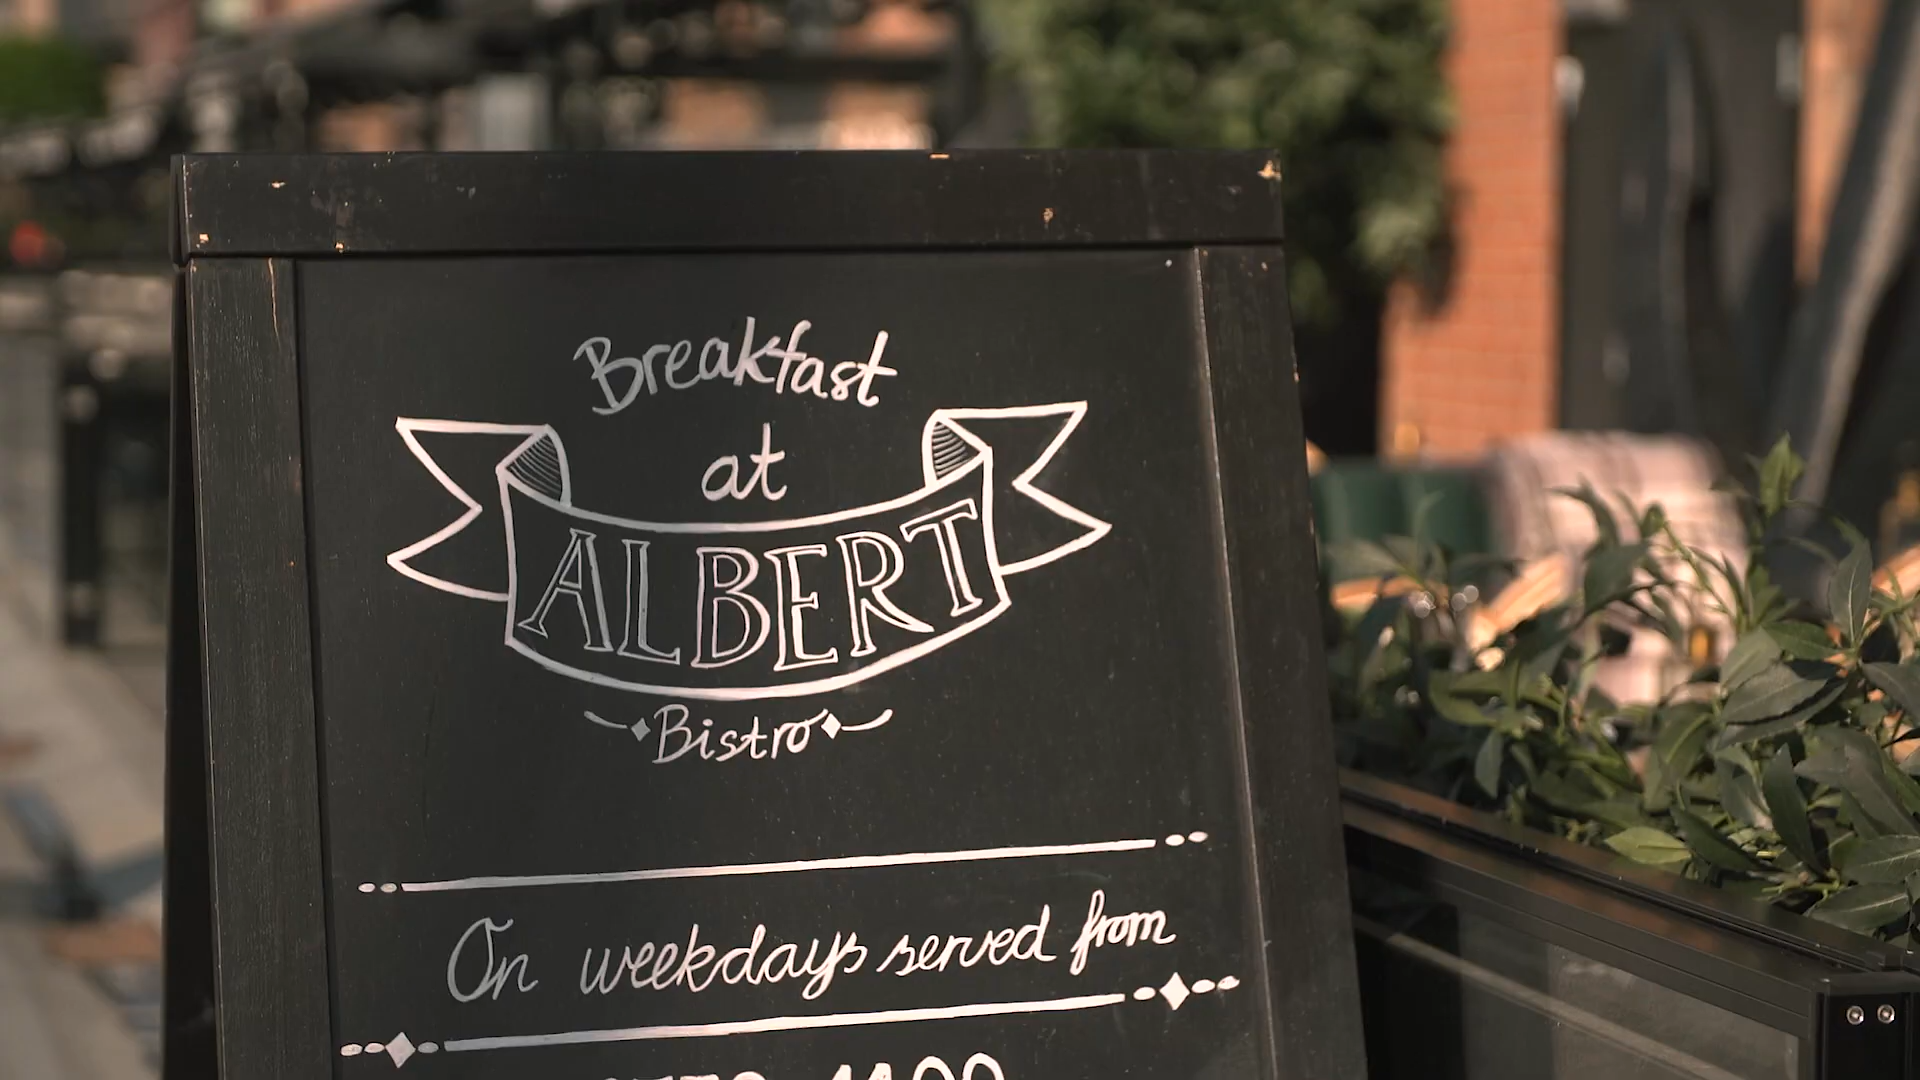 Breakfast
at
ALBERT
Bistro
On weekdays served from